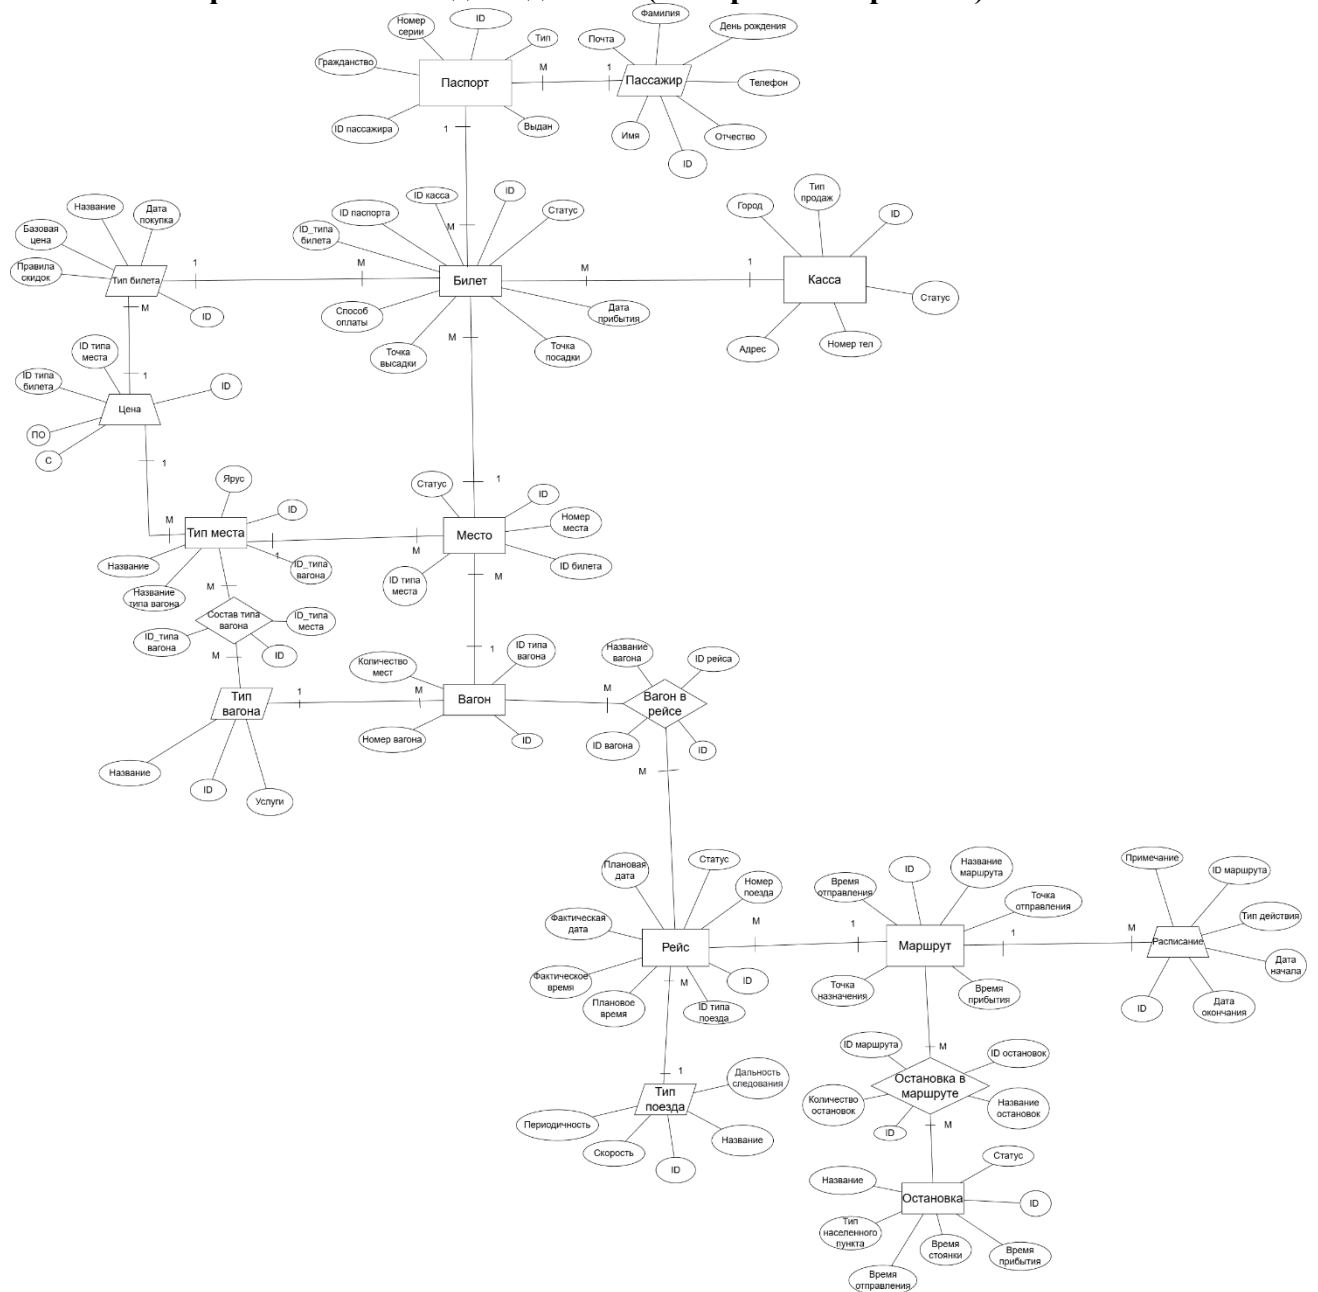 Номер
серии
ID
Тип
Гражданство
Паспорт
ID пассажира
Выдан
М
1
Фамилия
День рождения
Почта
Пассажир
Телефон
Имя
Отчество
ID
1
М
ID касса
ID
ID паспорта
Статус
ID_типа
билета
Билет
Способ
оплаты
Дата
прибытия
Точка
высадки
Точка
посадки
Название
Дата
покупка
Базовая
цена
Правила
скидок
Тип билета
ID
1
М
М
1
Город
Тип
продаж
ID
Касса
Статус
Адрес
Номер тел
М
1
ID типа
места
ID типа
билета
ID
Цена
ПО
С
1
М
М
1
Ярус
ID
Тип места
Название
Название
типа вагона
ID_типа
вагона
1
М
Статус
ID
Номер
места
Место
ID типа
места
ID билета
М
Состав типа
вагона
ID_типа
места
ID_типа
вагона
ID
М
М
1
Тип
вагона
Название
ID
Услуги
1
М
Количество
мест
ID типа
вагона
Вагон
Номер вагона
ID
М
Название
вагона
ID рейса
Вагон в
рейсе
ID вагона
ID
М
Плановая
дата
Статус
Номер
поезда
Фактическая
дата
Рейс
Фактическое
время
Плановое
время
ID типа
поезда
ID
М
1
М
1
Дальность
следования
Тип
поезда
Периодичность
Скорость
ID
Название
Время
отправления
ID
Название
маршрута
Точка
отправления
Маршрут
Точка
назначения
Время
прибытия
1
М
Примечание
ID маршрута
Тип действия
Расписание
Дата
начала
ID
Дата
окончания
М
ID маршрута
ID остановок
Остановка в
маршруте
Количество
остановок
Название
остановок
ID
М
Статус
Название
Остановка
ID
Тип
населенного
пункта
Время
стоянки
Время
прибытия
Время
отправления